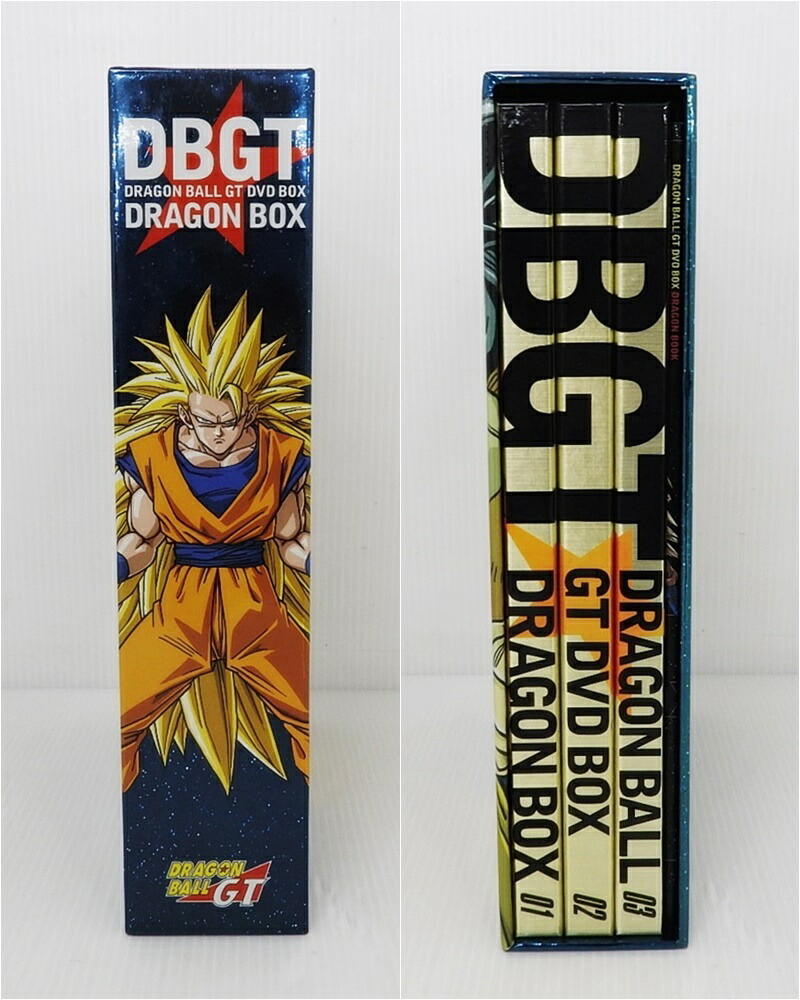 DBGT
DRAGON BALL GT DVD BOX
DRAGON BOX
DRAGON
BALL
GT
DBGT
DRAGON BALL
GT DVD BOX
DRAGON BOX
03
02
01
DRAGON BALL GT DVD BOX DRAGON BOOK